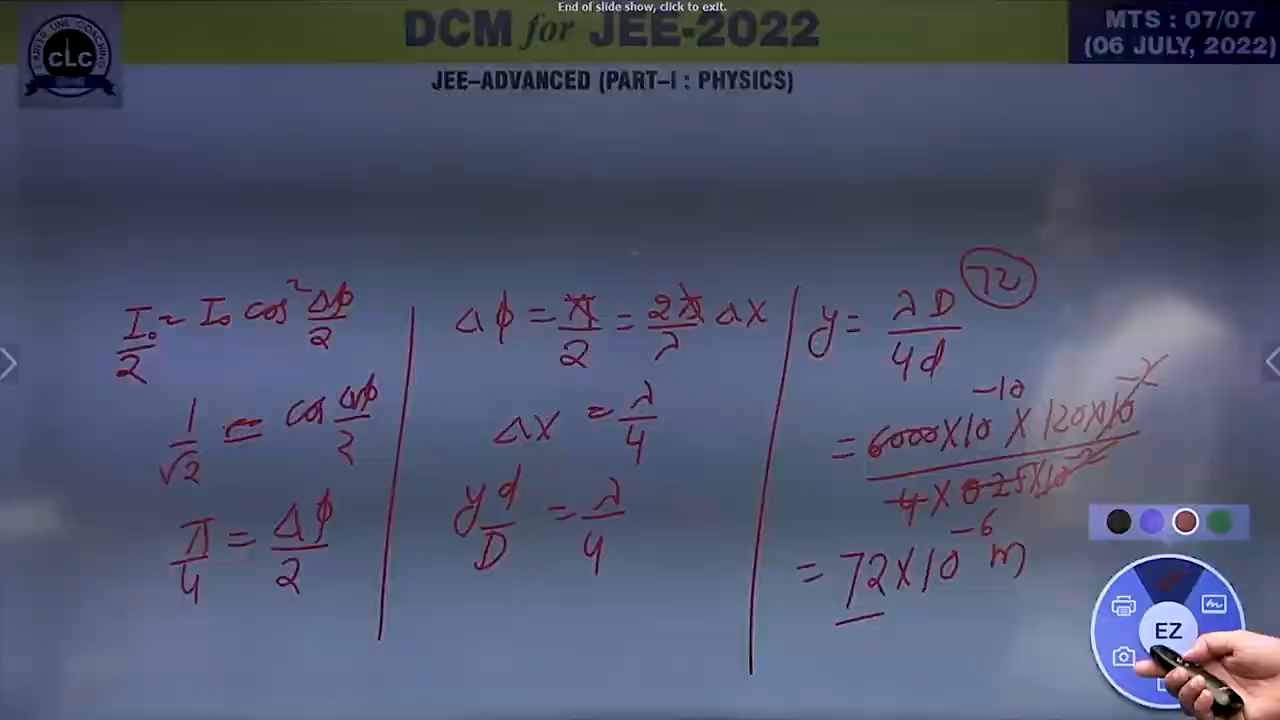 End of slide show, click to exit.
DCM for JEE-2022
MTS : 07/07
(06 JULY, 2022)
CLC
JEE–ADVANCED (PART–I : PHYSICS)
I₀/2 = I₀ cos² Δϕ/2
1/√2 = cos Δϕ/2
π/4 = Δϕ/2
Δϕ = π/2 = 2π/λ Δx
Δx = λ/4
yd/D = λ/4
72
y = λD/4d
= 6000×10⁻¹⁰ × 120×10⁻² / 4×0.25×10⁻²
= 72×10⁻⁶ m
EZ